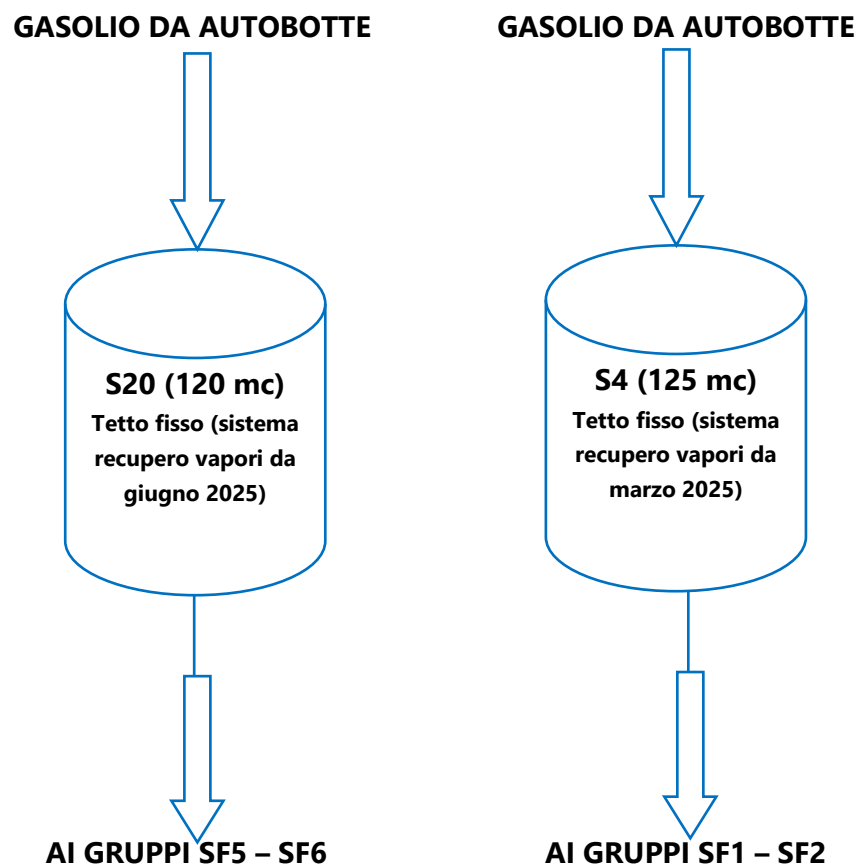 GASOLIO DA AUTOBOTTE
GASOLIO DA AUTOBOTTE
S20 (120 mc)
Tetto fisso (sistema
recupero vapori da
giugno 2025)
S4 (125 mc)
Tetto fisso (sistema
recupero vapori da
marzo 2025)
AI GRUPPI SF5 – SF6
AI GRUPPI SF1 – SF2